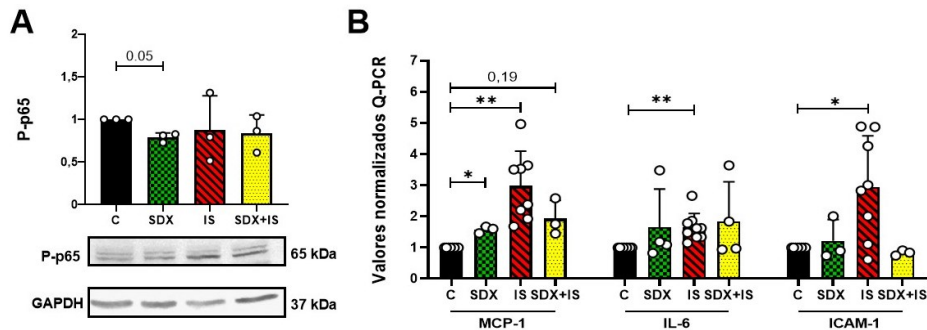 A
P-p65
2
1,5
1
0,5
0
0.05
C SDX IS SDX+IS
P-p65 65 kDa
GAPDH 37 kDa
B
Valores normalizados Q-PCR
7
6
5
4
3
2
1
0
0,19
**
*
**
*
C SDX IS SDX+IS C SDX IS SDX+IS C SDX IS SDX+IS
MCP-1 IL-6 ICAM-1